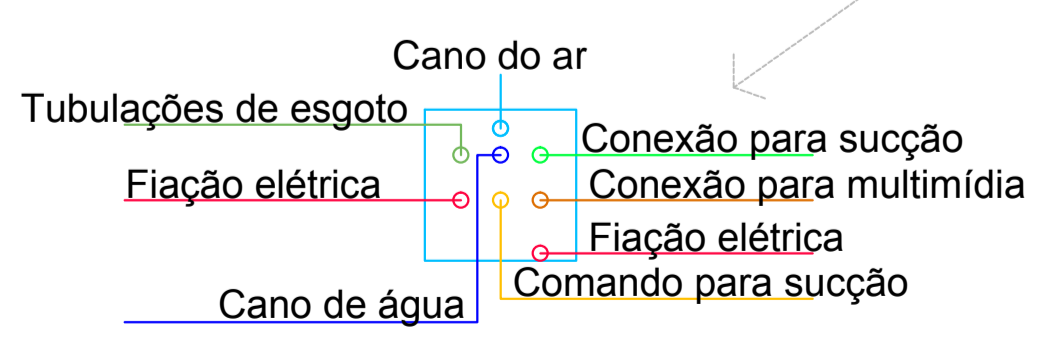 Cano do ar
Tubulações de esgoto
Conexão para sucção
Fiação elétrica
Conexão para multimídia
Fiação elétrica
Comando para sucção
Cano de água